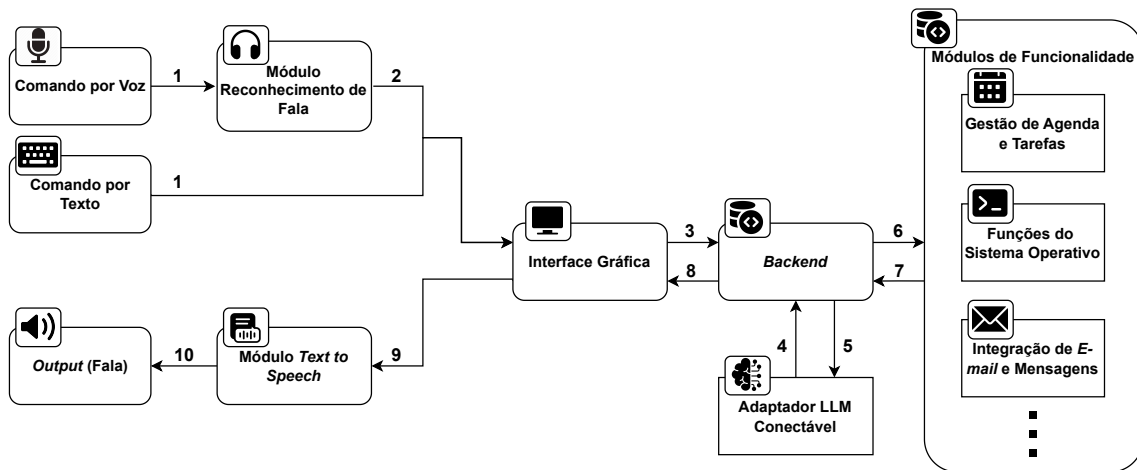 Comando por Voz
1
Módulo
Reconhecimento de
Fala
2
Comando por
Texto
1
Interface Gráfica
3
8
Backend
6
7
4
5
Adaptador LLM
Conectável
Módulos de Funcionalidade
Gestão de Agenda
e Tarefas
Funções do
Sistema Operativo
Integração de E-
mail e Mensagens
9
Módulo Text to
Speech
10
Output (Fala)